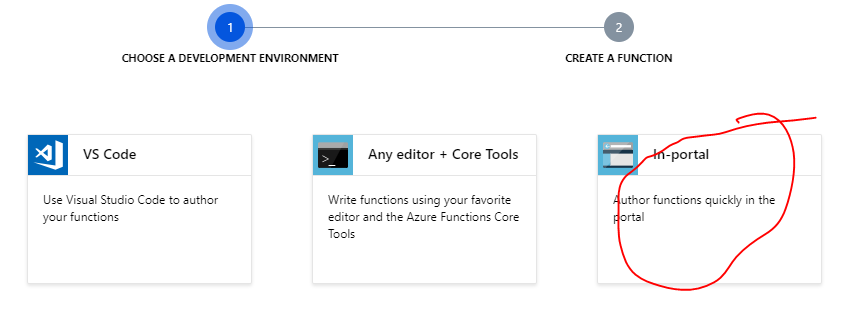 1
2
CHOOSE A DEVELOPMENT ENVIRONMENT
CREATE A FUNCTION
VS Code
Use Visual Studio Code to author
your functions
>_
Any editor + Core Tools
Write functions using your favorite
editor and the Azure Functions Core
Tools
In-portal
Author functions quickly in the
portal